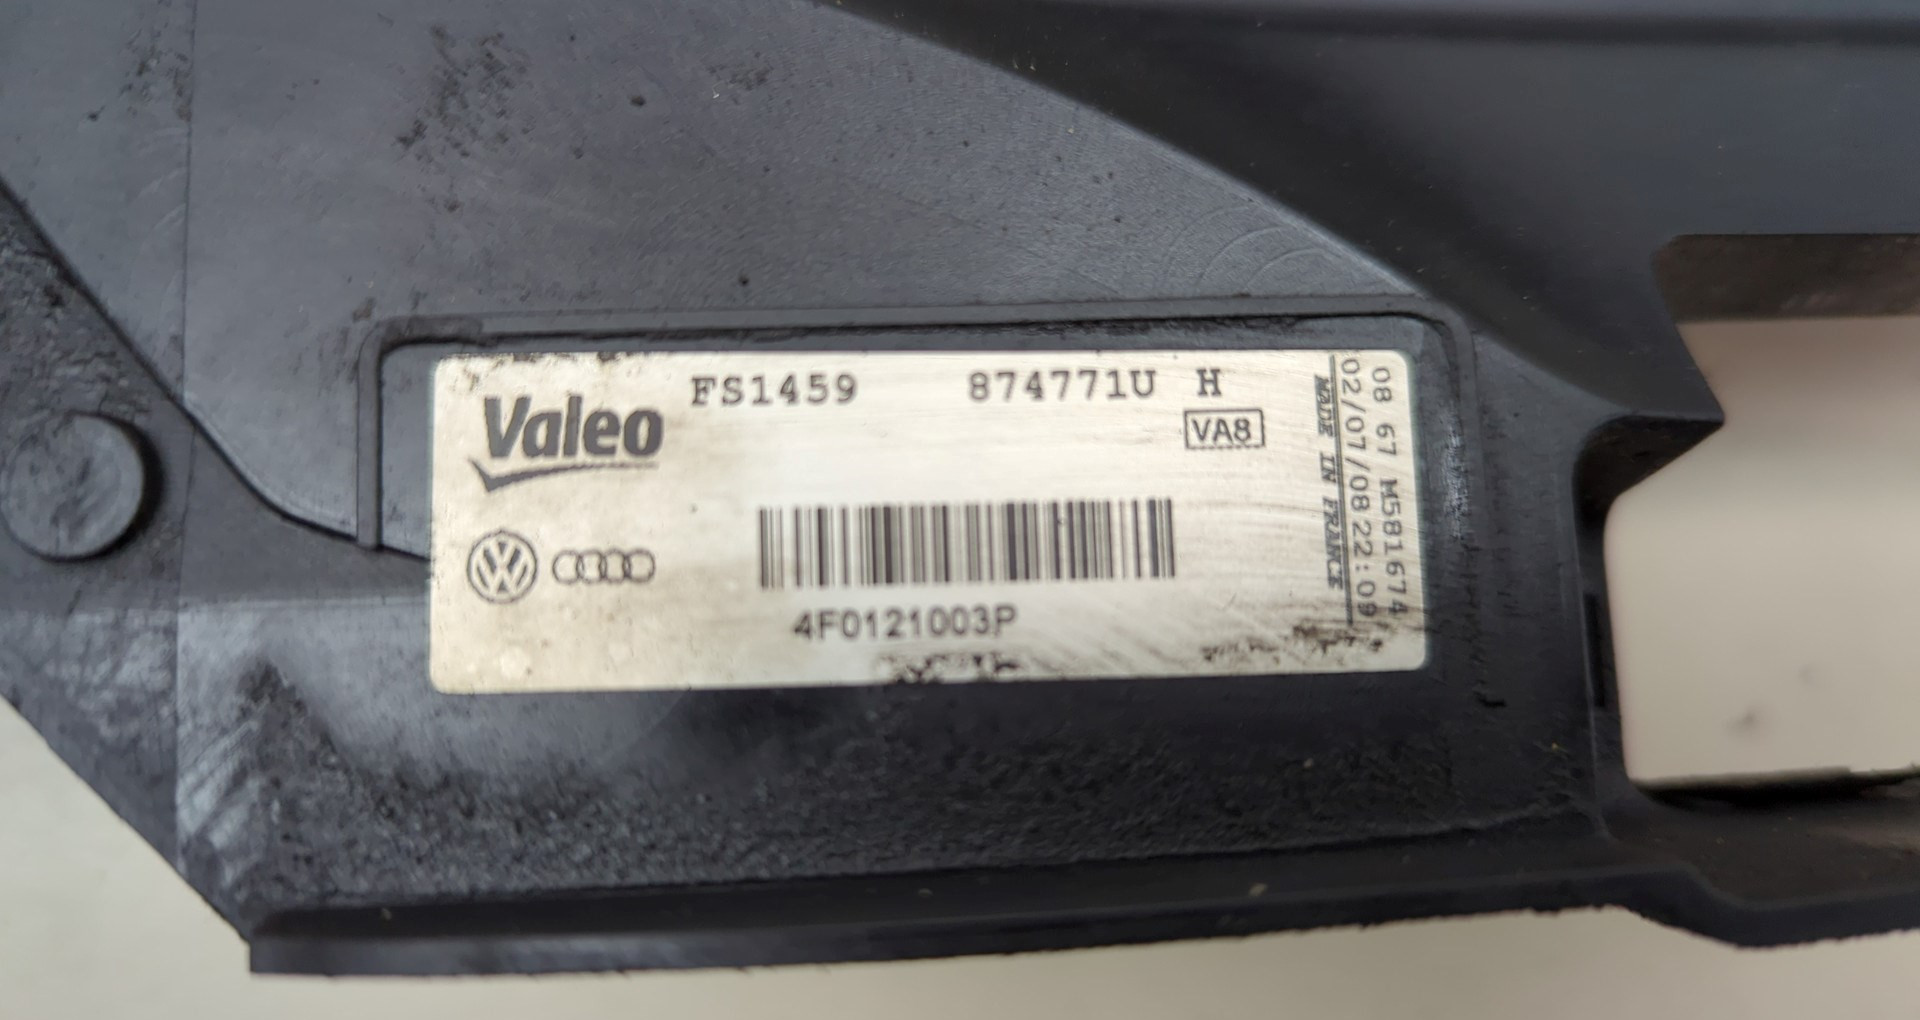 FS1459 874771U H
Valeo
VA8
4F0121003P
08 67 M581674
02/07/08 22:09
MADE IN FRANCE